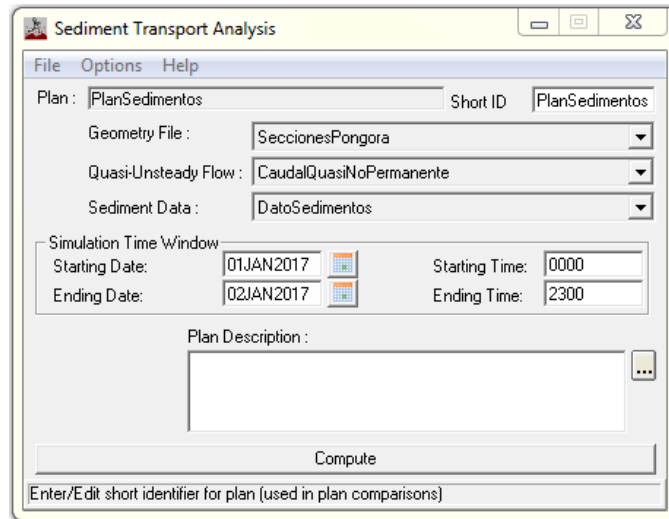 Sediment Transport Analysis
File Options Help
Plan : PlanSedimentos Short ID PlanSedimentos
Geometry File : SeccionesPongora
Quasi-Unsteady Flow : CaudalQuasiNoPermanente
Sediment Data : DatoSedimentos
Simulation Time Window
Starting Date: 01JAN2017 Starting Time: 0000
Ending Date: 02JAN2017 Ending Time: 2300
Plan Description :
...
Compute
Enter/Edit short identifier for plan (used in plan comparisons)